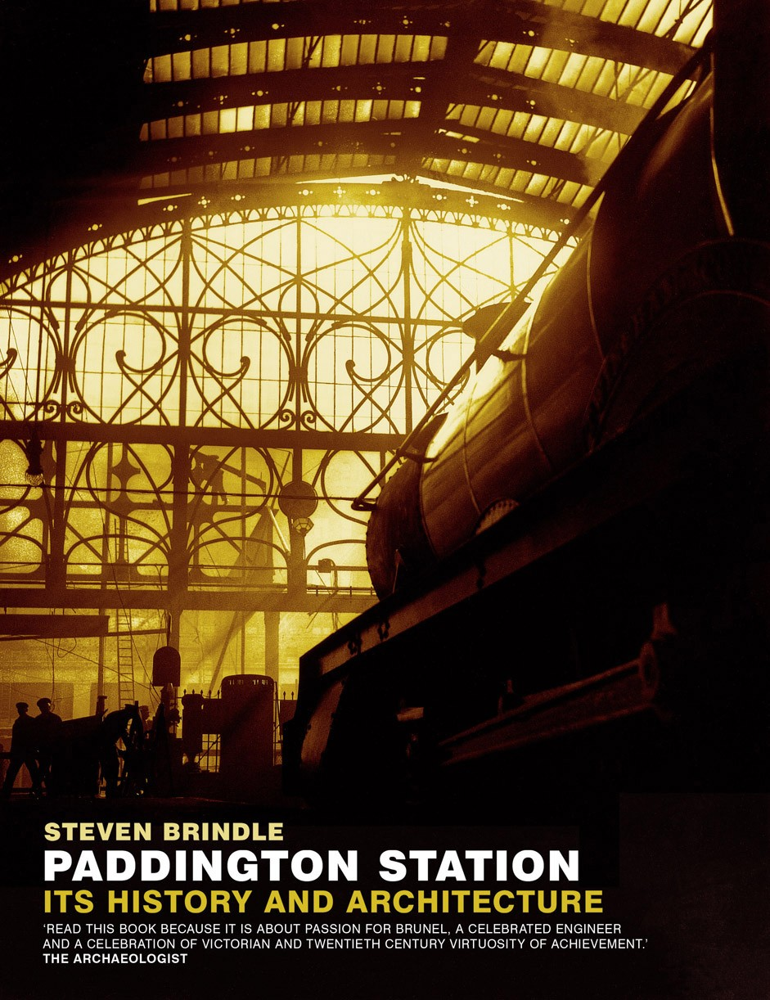 STEVEN BRINDLE
PADDINGTON STATION
ITS HISTORY AND ARCHITECTURE
‘READ THIS BOOK BECAUSE IT IS ABOUT PASSION FOR BRUNEL, A CELEBRATED ENGINEER
AND A CELEBRATION OF VICTORIAN AND TWENTIETH CENTURY VIRTUOSITY OF ACHIEVEMENT.’
THE ARCHAEOLOGIST